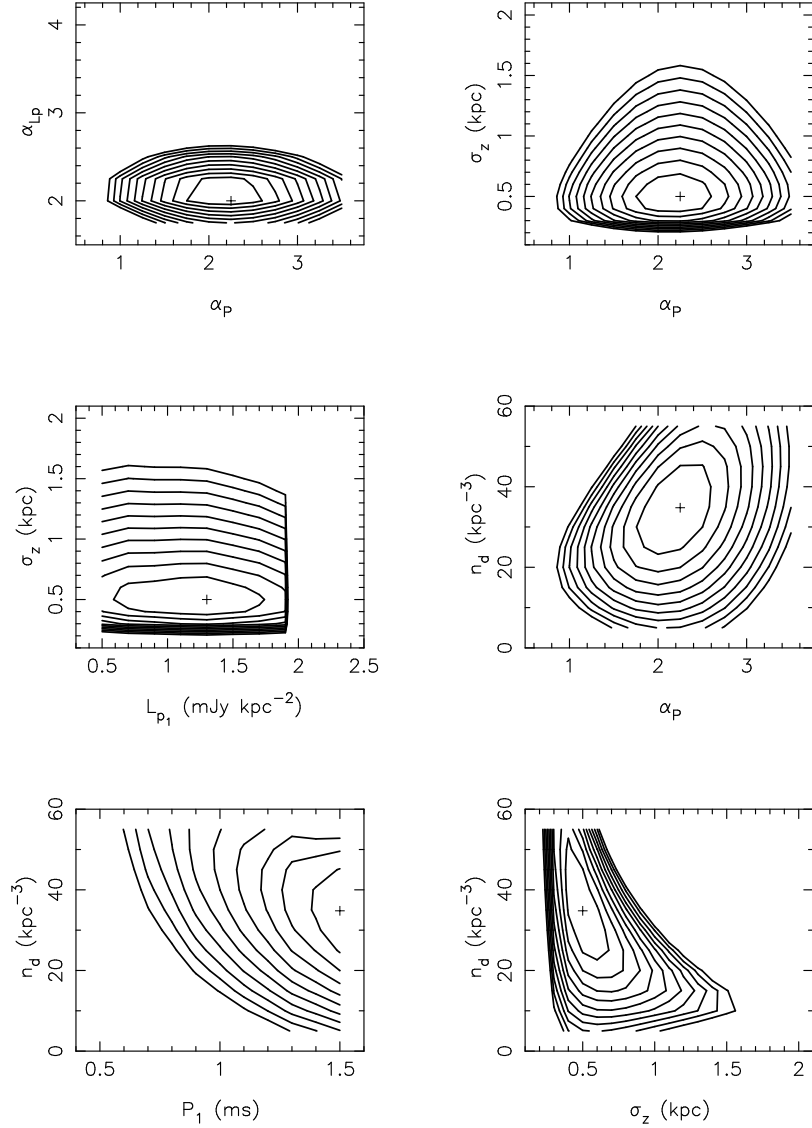 4
3
2
α_Lp
1 2 3
α_P
2
1.5
1
0.5
σ_z (kpc)
1 2 3
α_P
2
1.5
1
0.5
σ_z (kpc)
0.5 1 1.5 2 2.5
L_p₁ (mJy kpc⁻²)
60
40
20
0
n_d (kpc⁻³)
1 2 3
α_P
60
40
20
0
n_d (kpc⁻³)
0.5 1 1.5
P₁ (ms)
60
40
20
0
n_d (kpc⁻³)
0.5 1 1.5 2
σ_z (kpc)